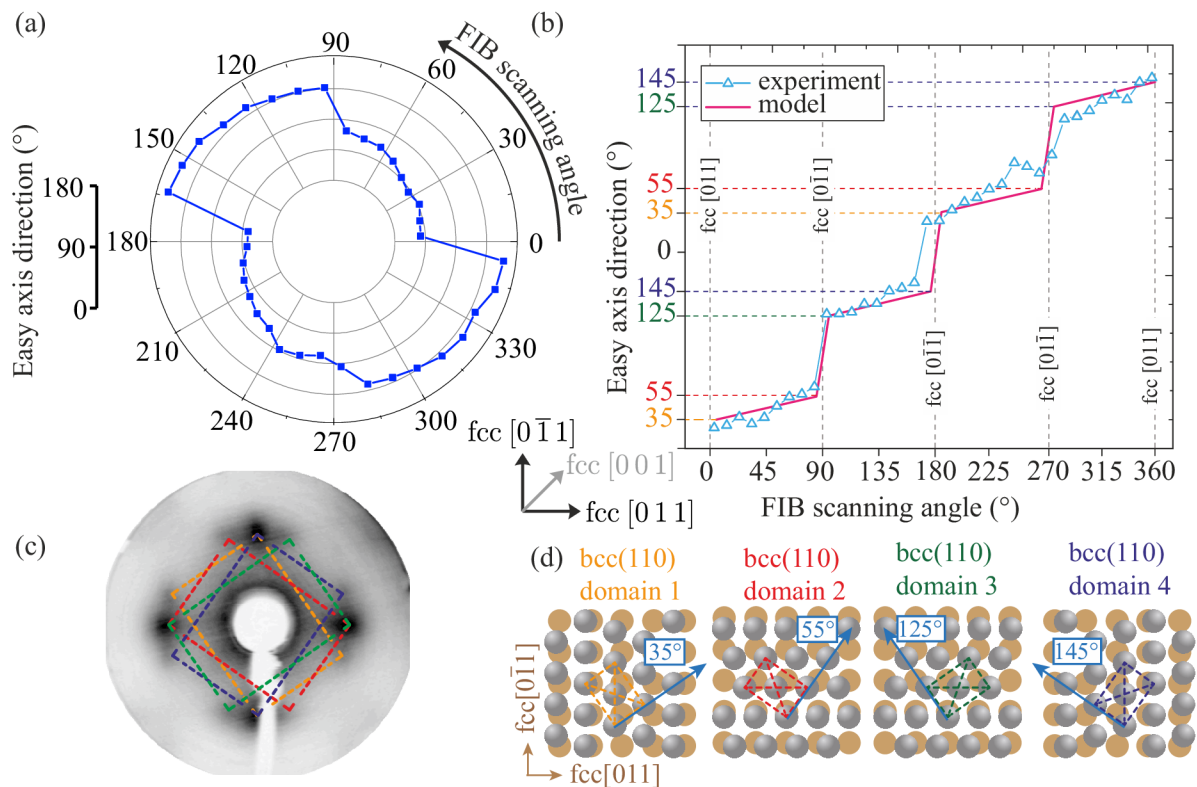 (a)
90
120
60
FIB scanning angle
150
30
180
0
210
330
240
300
270
Easy axis direction (°)
180
90
0
fcc [0 1̅ 1]
fcc [0 0 1]
fcc [0 1 1]
(b)
experiment
model
Easy axis direction (°)
145
125
55
35
0
145
125
55
35
fcc [011]
fcc [01̅1]
fcc [01̅1̅]
fcc [011̅]
fcc [011]
0 45 90 135 180 225 270 315 360
FIB scanning angle (°)
(c)
(d)
bcc(110)
domain 1
bcc(110)
domain 2
bcc(110)
domain 3
bcc(110)
domain 4
35°
55°
125°
145°
fcc[01̅1]
fcc[011]